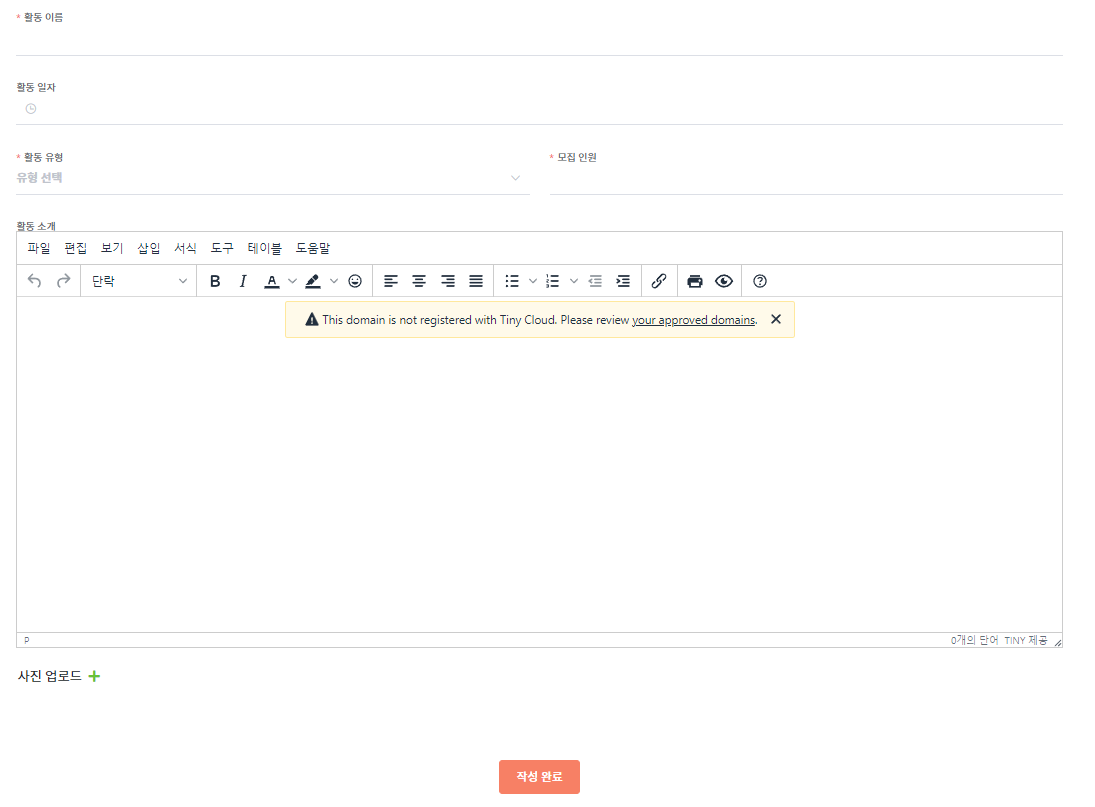 * 활동 이름
활동 일자
* 활동 유형
* 모집 인원
유형 선택
활동 소개
파일 편집 보기 삽입 서식 도구 테이블 도움말
단락 B I A
This domain is not registered with Tiny Cloud. Please review your approved domains.
P
0개의 단어 TINY 제공
사진 업로드 +
작성 완료